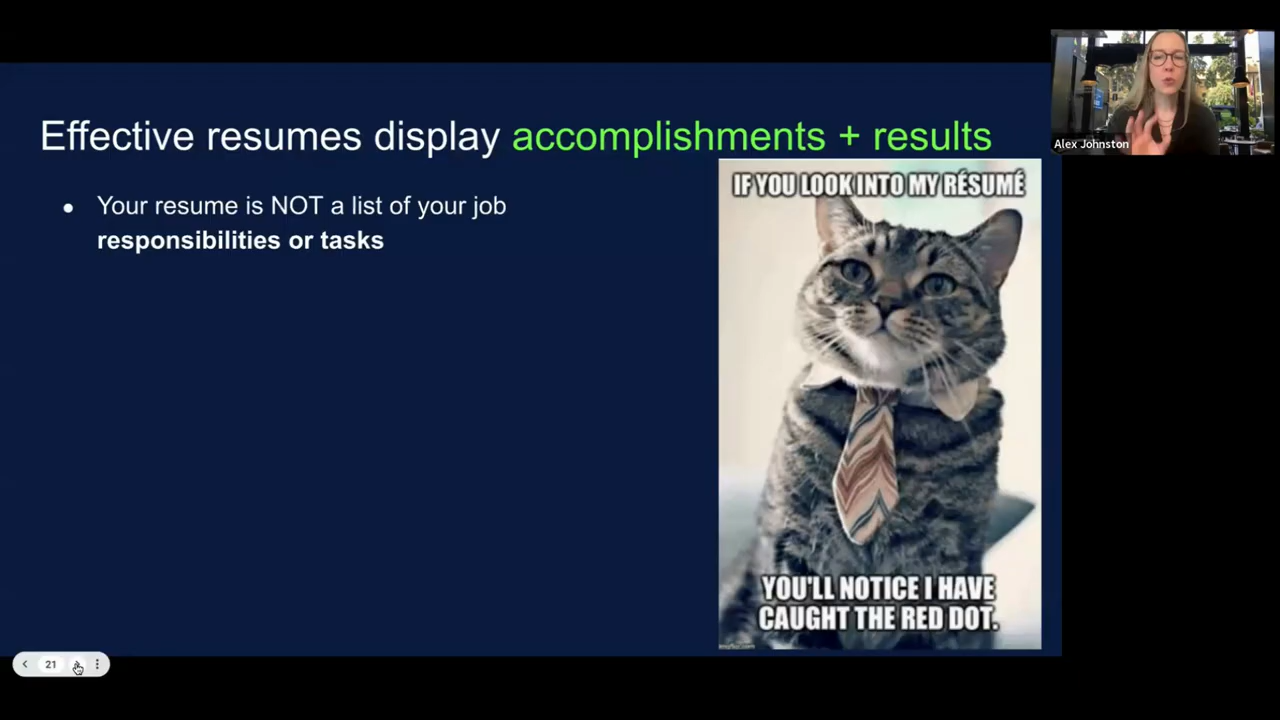 Effective resumes display accomplishments + results
Alex Johnston
● Your resume is NOT a list of your job
responsibilities or tasks
IF YOU LOOK INTO MY RÉSUMÉ
YOU'LL NOTICE I HAVE
CAUGHT THE RED DOT.
21